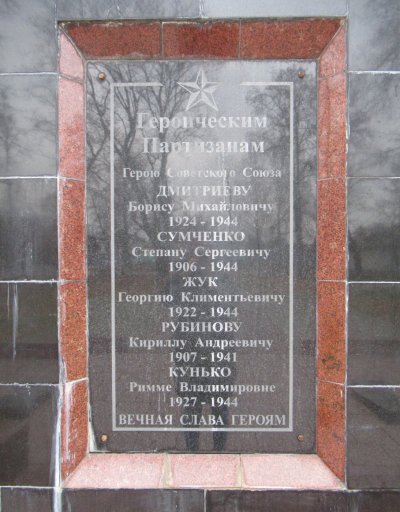 Героическим
Партизанам
Герою Советского Союза
ДМИТРИЕВУ
Борису Михайловичу
1924 - 1944
СУМЧЕНКО
Степану Сергеевичу
1906 - 1944
ЖУК
Георгию Климентьевичу
1922 - 1944
РУБИНОВУ
Кириллу Андреевичу
1907 - 1941
КУНЬКО
Римме Владимировне
1927 - 1944
ВЕЧНАЯ СЛАВА ГЕРОЯМ